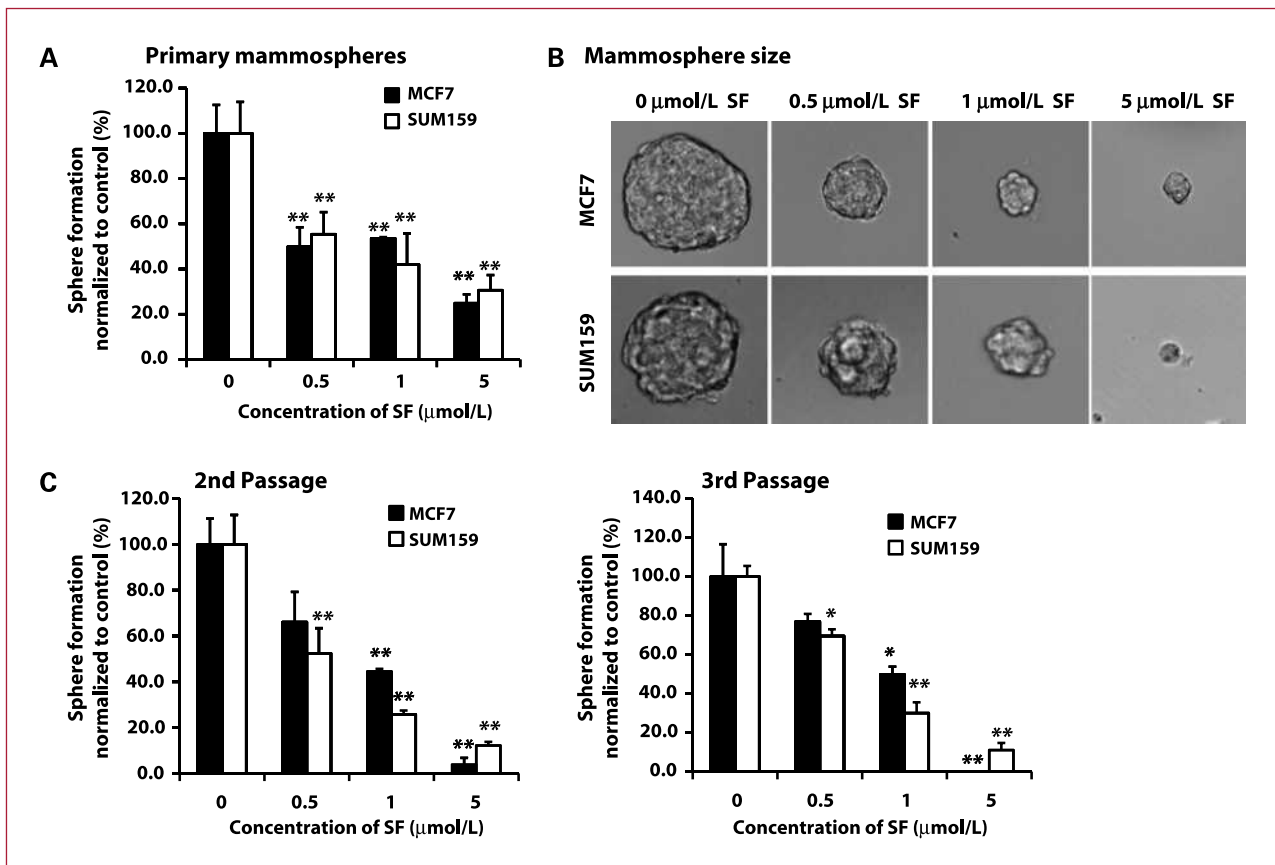 A Primary mammospheres
Sphere formation
normalized to control (%)
120.0
100.0
80.0
60.0
40.0
20.0
0.0
MCF7
SUM159
** ** ** ** ** **
0 0.5 1 5
Concentration of SF (μmol/L)
B Mammosphere size
0 μmol/L SF 0.5 μmol/L SF 1 μmol/L SF 5 μmol/L SF
MCF7
SUM159
C 2nd Passage
Sphere formation
normalized to control (%)
120.0
100.0
80.0
60.0
40.0
20.0
0.0
MCF7
SUM159
** ** ** ** **
0 0.5 1 5
Concentration of SF (μmol/L)
3rd Passage
Sphere formation
normalized to control (%)
140.0
120.0
100.0
80.0
60.0
40.0
20.0
0.0
MCF7
SUM159
* * ** ** **
0 0.5 1 5
Concentration of SF (μmol/L)